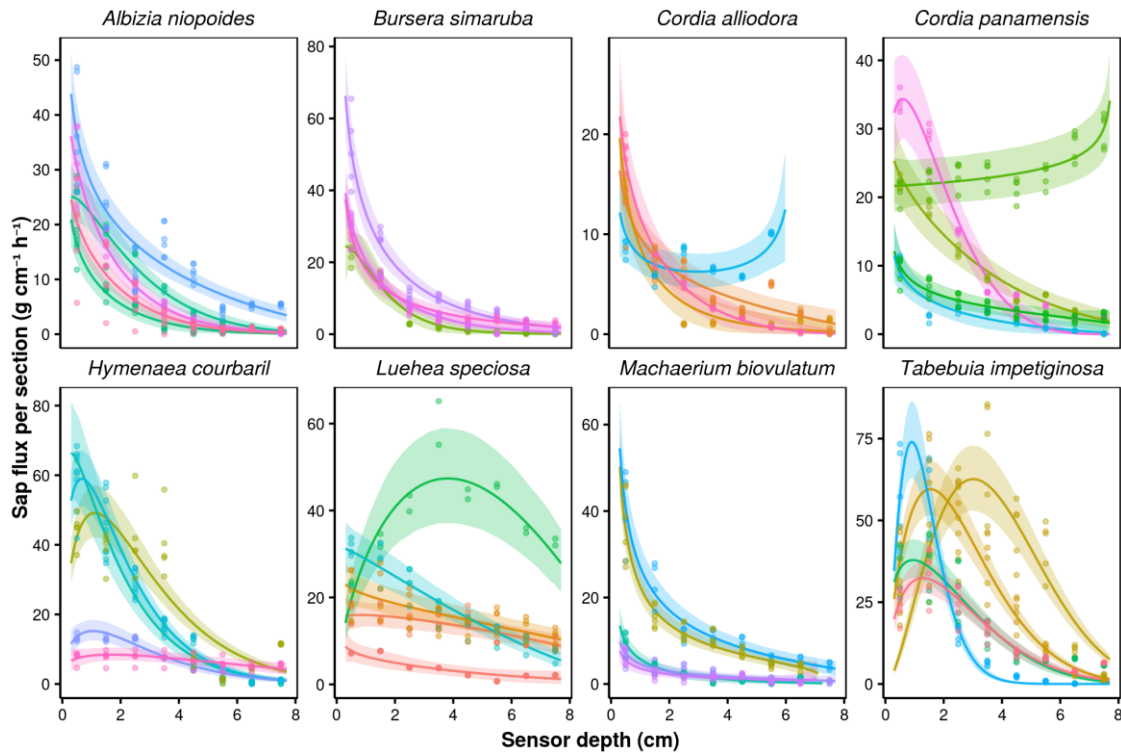 Albizia niopoides
Bursera simaruba
Cordia alliodora
Cordia panamensis
50
40
30
20
10
0
80
60
40
20
0
20
10
0
40
30
20
10
0
Hymenaea courbaril
Luehea speciosa
Machaerium biovulatum
Tabebuia impetiginosa
80
60
40
20
0
60
40
20
0
60
40
20
0
75
50
25
0
0 2 4 6 8
0 2 4 6 8
0 2 4 6 8
0 2 4 6 8
Sensor depth (cm)
Sap flux per section (g cm⁻¹ h⁻¹)